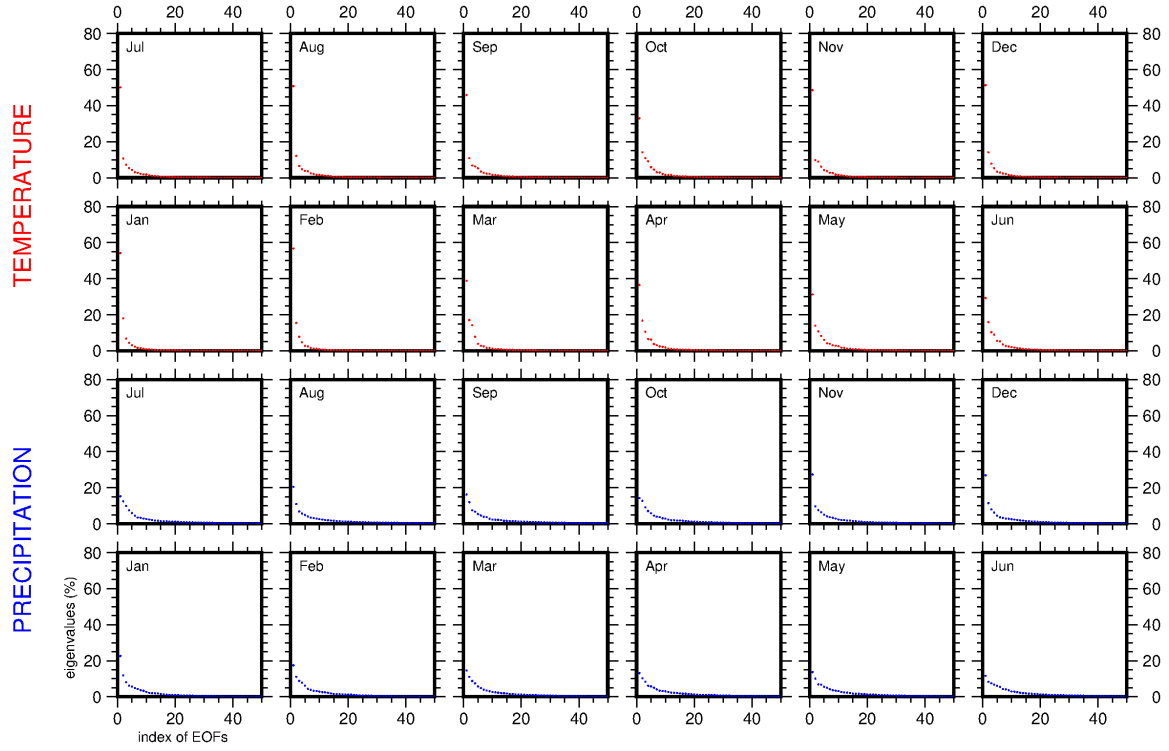 0 20 40 0 20 40 0 20 40 0 20 40 0 20 40 0 20 40
TEMPERATURE
80 Jul Aug Sep Oct Nov Dec 80
60 60
40 40
20 20
0 0
80 Jan Feb Mar Apr May Jun 80
60 60
40 40
20 20
0 0
PRECIPITATION
80 Jul Aug Sep Oct Nov Dec 80
60 60
40 40
20 20
0 0
eigenvalues (%)
80 Jan Feb Mar Apr May Jun 80
60 60
40 40
20 20
0 0
0 20 40 0 20 40 0 20 40 0 20 40 0 20 40 0 20 40
index of EOFs